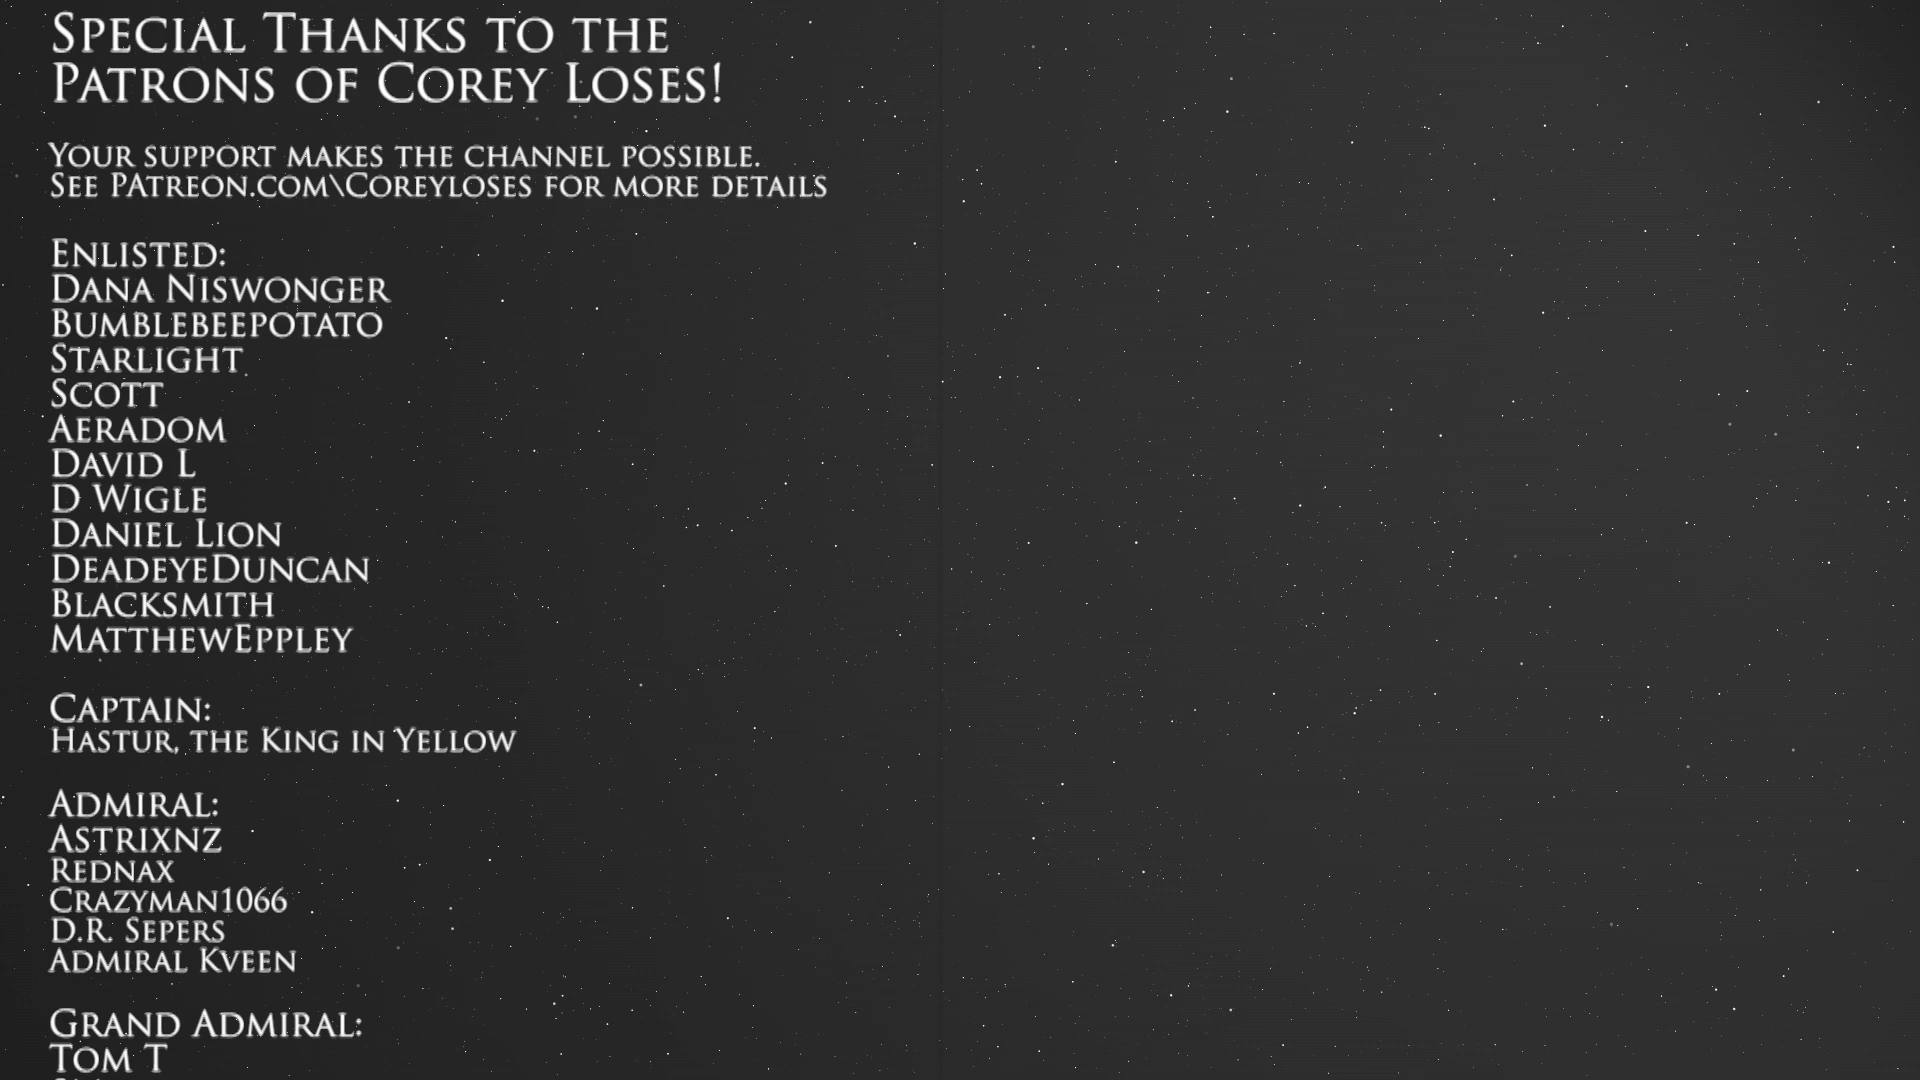 Special Thanks to the
Patrons of Corey Loses!
Your support makes the channel possible.
See PAtreon.com\Coreyloses for more details
Enlisted:
Dana Niswonger
Bumblebeepotato
Starlight
Scott
Aeradom
David L
D Wigle
Daniel Lion
DeadeyeDuncan
Blacksmith
MatthewEppley
Captain:
Hastur, the King in Yellow
Admiral:
Astrixnz
Rednax
Crazyman1066
D.R. Sepers
Admiral Kveen
Grand Admiral:
Tom T